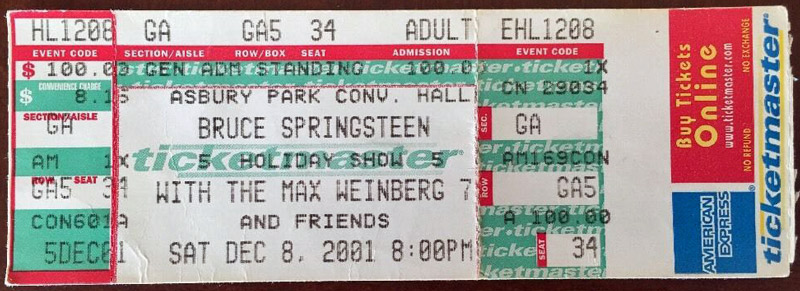 HL1208 GA GA5 34 ADULT EHL1208
EVENT CODE SECTION/AISLE ROW/BOX SEAT ADMISSION EVENT CODE
$ 100.00 GEN ADM STANDING 100.00 1X
$ CONVENIENCE CHARGE
8.15 ASBURY PARK CONV. HALL CN 29034
SECTION/AISLE
GA BRUCE SPRINGSTEEN SEC. GA
AM 1X 5 HOLIDAY SHOW 5 AM169CON
ticketmaster
ROW SEAT
GA5 34 WITH THE MAX WEINBERG 7 ROW GA5
CON601A AND FRIENDS A 100.00
5DEC01 SAT DEC 8, 2001 8:00PM SEAT 34
ticketmaster
Buy Tickets
Online
www.ticketmaster.com
NO REFUND NO EXCHANGE
AMERICAN
EXPRESS
ticketmaster